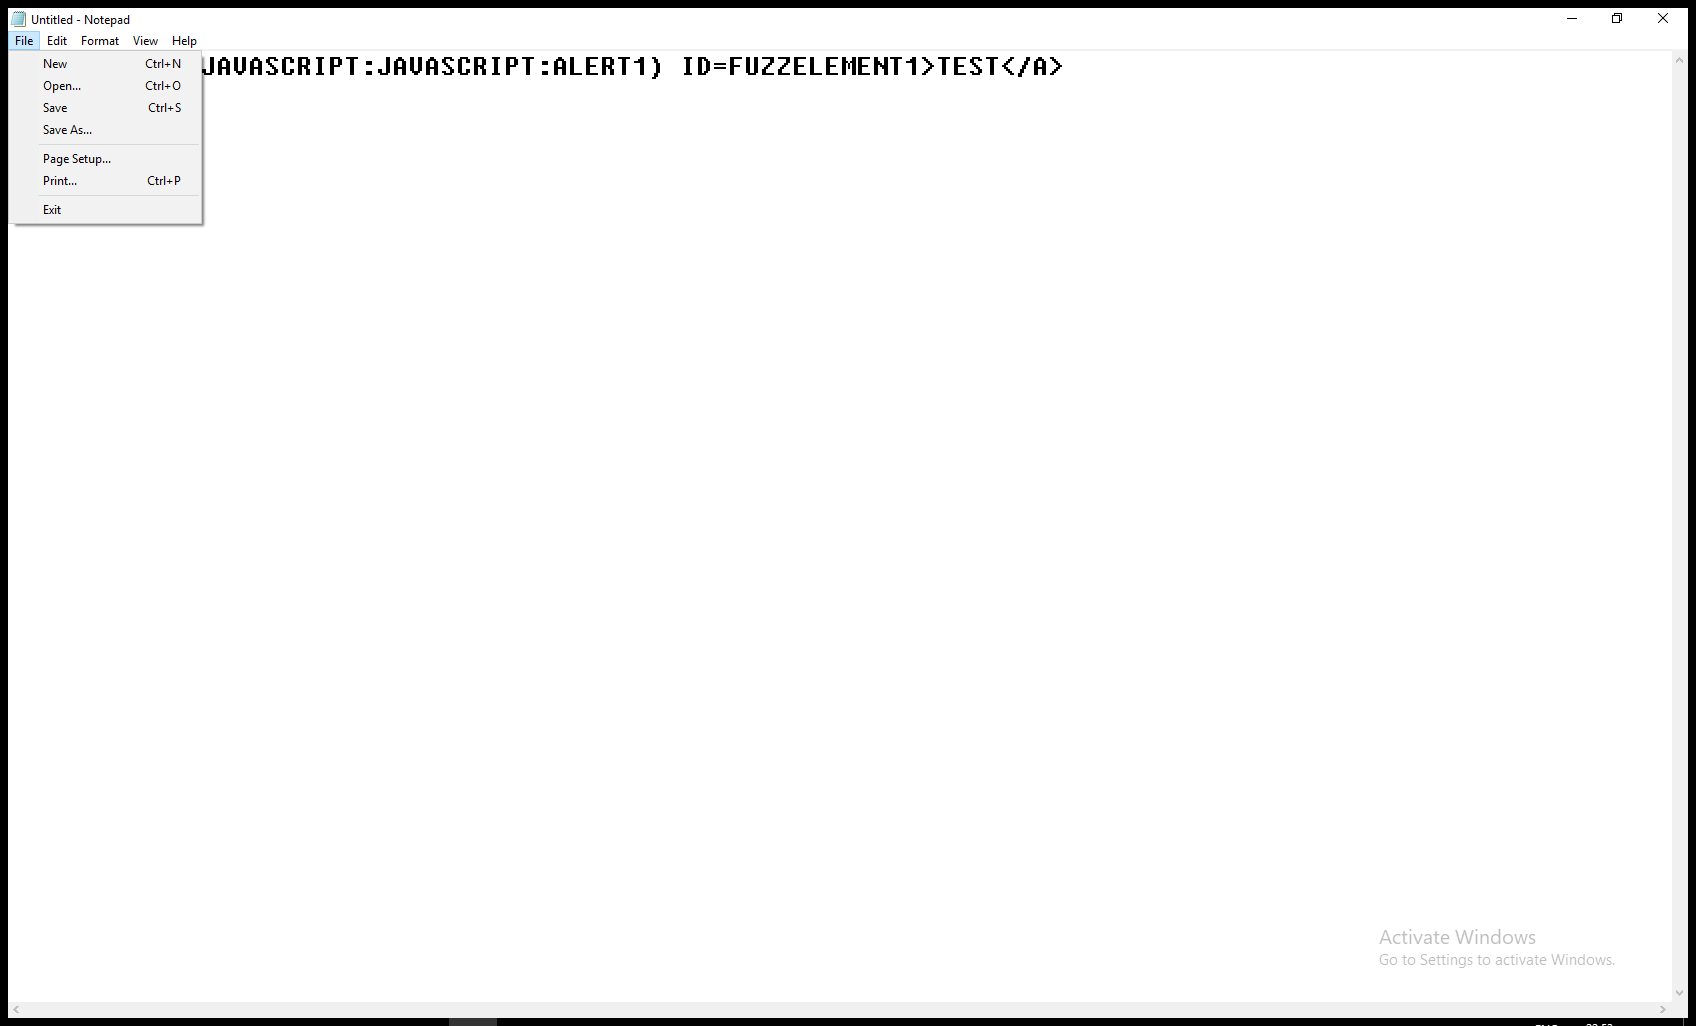 Untitled - Notepad
File Edit Format View Help
New Ctrl+N
Open... Ctrl+O
Save Ctrl+S
Save As...
Page Setup...
Print... Ctrl+P
Exit
JAVASCRIPT:JAVASCRIPT:ALERT1) ID=FUZZELEMENT1>TEST</A>
Activate Windows
Go to Settings to activate Windows.